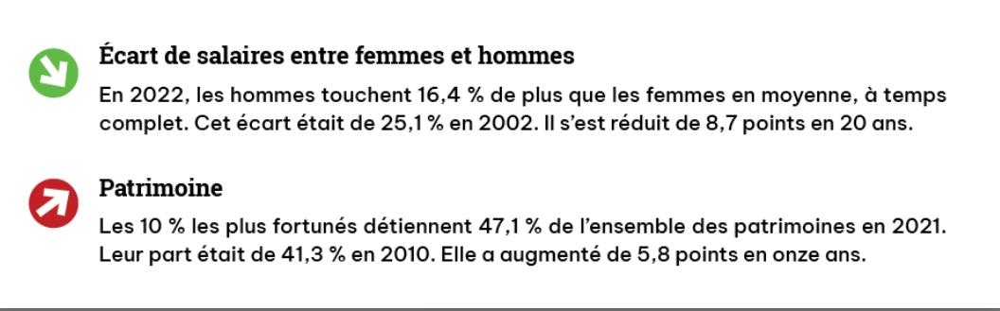 Écart de salaires entre femmes et hommes
En 2022, les hommes touchent 16,4 % de plus que les femmes en moyenne, à temps
complet. Cet écart était de 25,1 % en 2002. Il s’est réduit de 8,7 points en 20 ans.
Patrimoine
Les 10 % les plus fortunés détiennent 47,1 % de l’ensemble des patrimoines en 2021.
Leur part était de 41,3 % en 2010. Elle a augmenté de 5,8 points en onze ans.